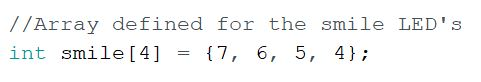 //Array defined for the smile LED's
int smile[4] = {7, 6, 5, 4};